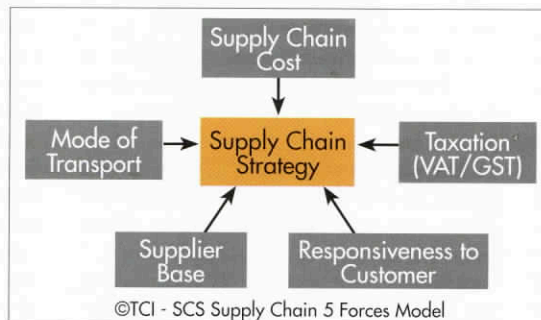 Supply Chain
Cost
Mode of
Transport
Supply Chain
Strategy
Taxation
(VAT/GST)
Supplier
Base
Responsiveness to
Customer
©TCI - SCS Supply Chain 5 Forces Model